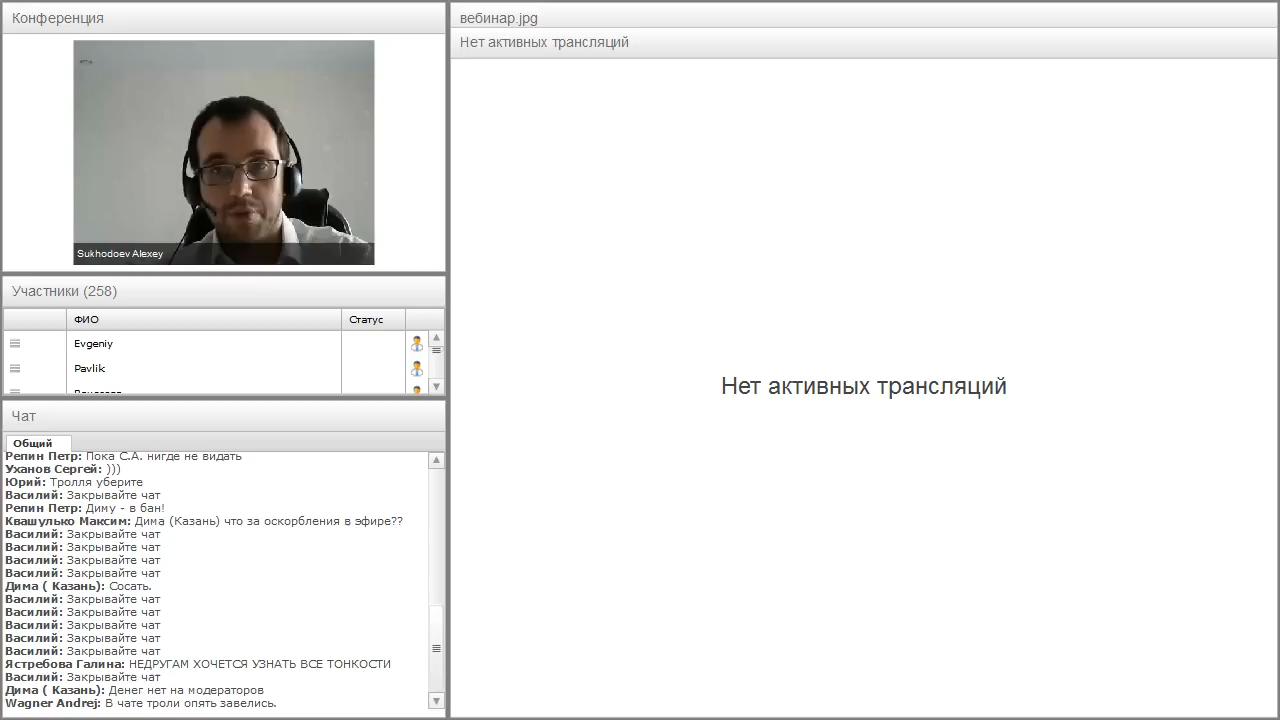 Конференция
Sukhodoev Alexey
Участники (258)
ФИО
Статус
Evgeniy
Pavlik
Чат
Общий
Репин Петр: Пока С.А. нигде не видать
Уханов Сергей: )))
Юрий: Тролля уберите
Василий: Закрывайте чат
Репин Петр: Диму - в бан!
Квашулько Максим: Дима (Казань) что за оскорбления в эфире??
Василий: Закрывайте чат
Василий: Закрывайте чат
Василий: Закрывайте чат
Василий: Закрывайте чат
Дима ( Казань): Сосать.
Василий: Закрывайте чат
Василий: Закрывайте чат
Василий: Закрывайте чат
Василий: Закрывайте чат
Василий: Закрывайте чат
Ястребова Галина: НЕДРУГАМ ХОЧЕТСЯ УЗНАТЬ ВСЕ ТОНКОСТИ
Василий: Закрывайте чат
Дима ( Казань): Денег нет на модераторов
Wagner Andrej: В чате троли опять завелись.
вебинар.jpg
Нет активных трансляций
Нет активных трансляций